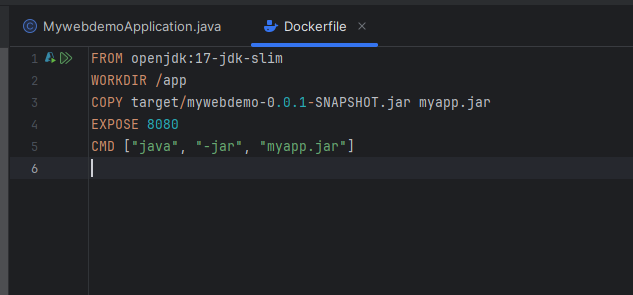 MywebdemoApplication.java
Dockerfile
1 FROM openjdk:17-jdk-slim
2 WORKDIR /app
3 COPY target/mywebdemo-0.0.1-SNAPSHOT.jar myapp.jar
4 EXPOSE 8080
5 CMD ["java", "-jar", "myapp.jar"]
6